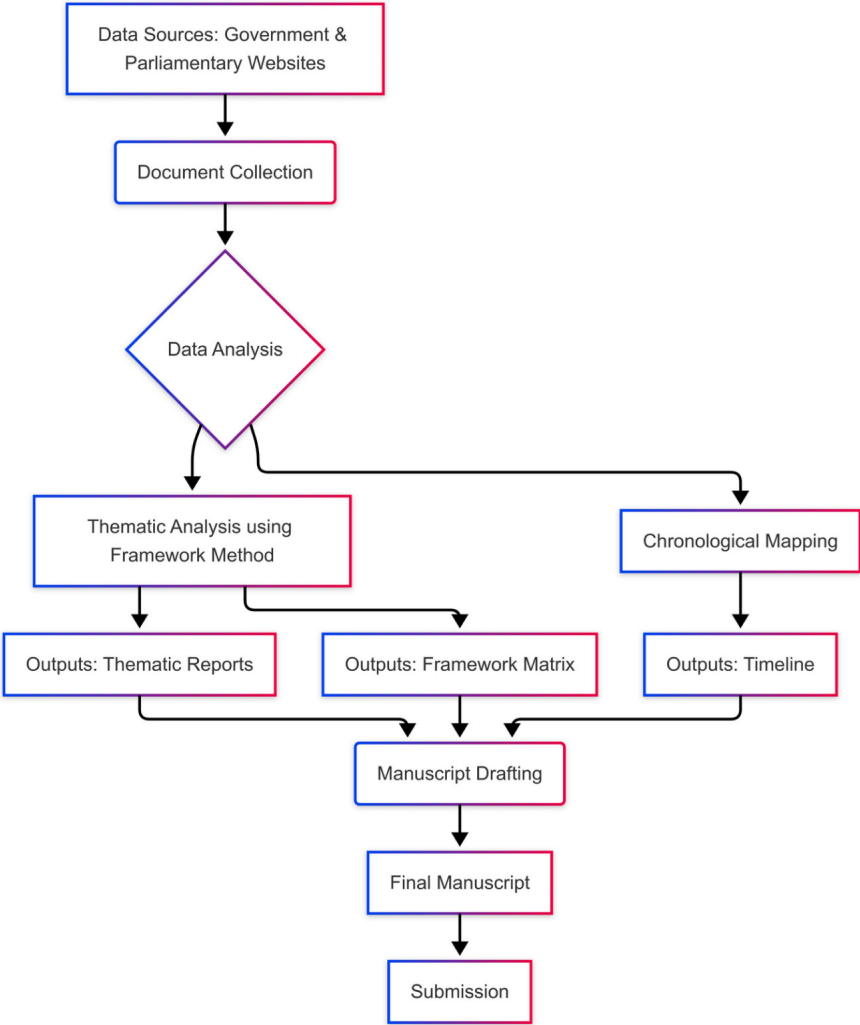 Data Sources: Government &
Parliamentary Websites
Document Collection
Data Analysis
Thematic Analysis using
Framework Method
Chronological Mapping
Outputs: Thematic Reports
Outputs: Framework Matrix
Outputs: Timeline
Manuscript Drafting
Final Manuscript
Submission